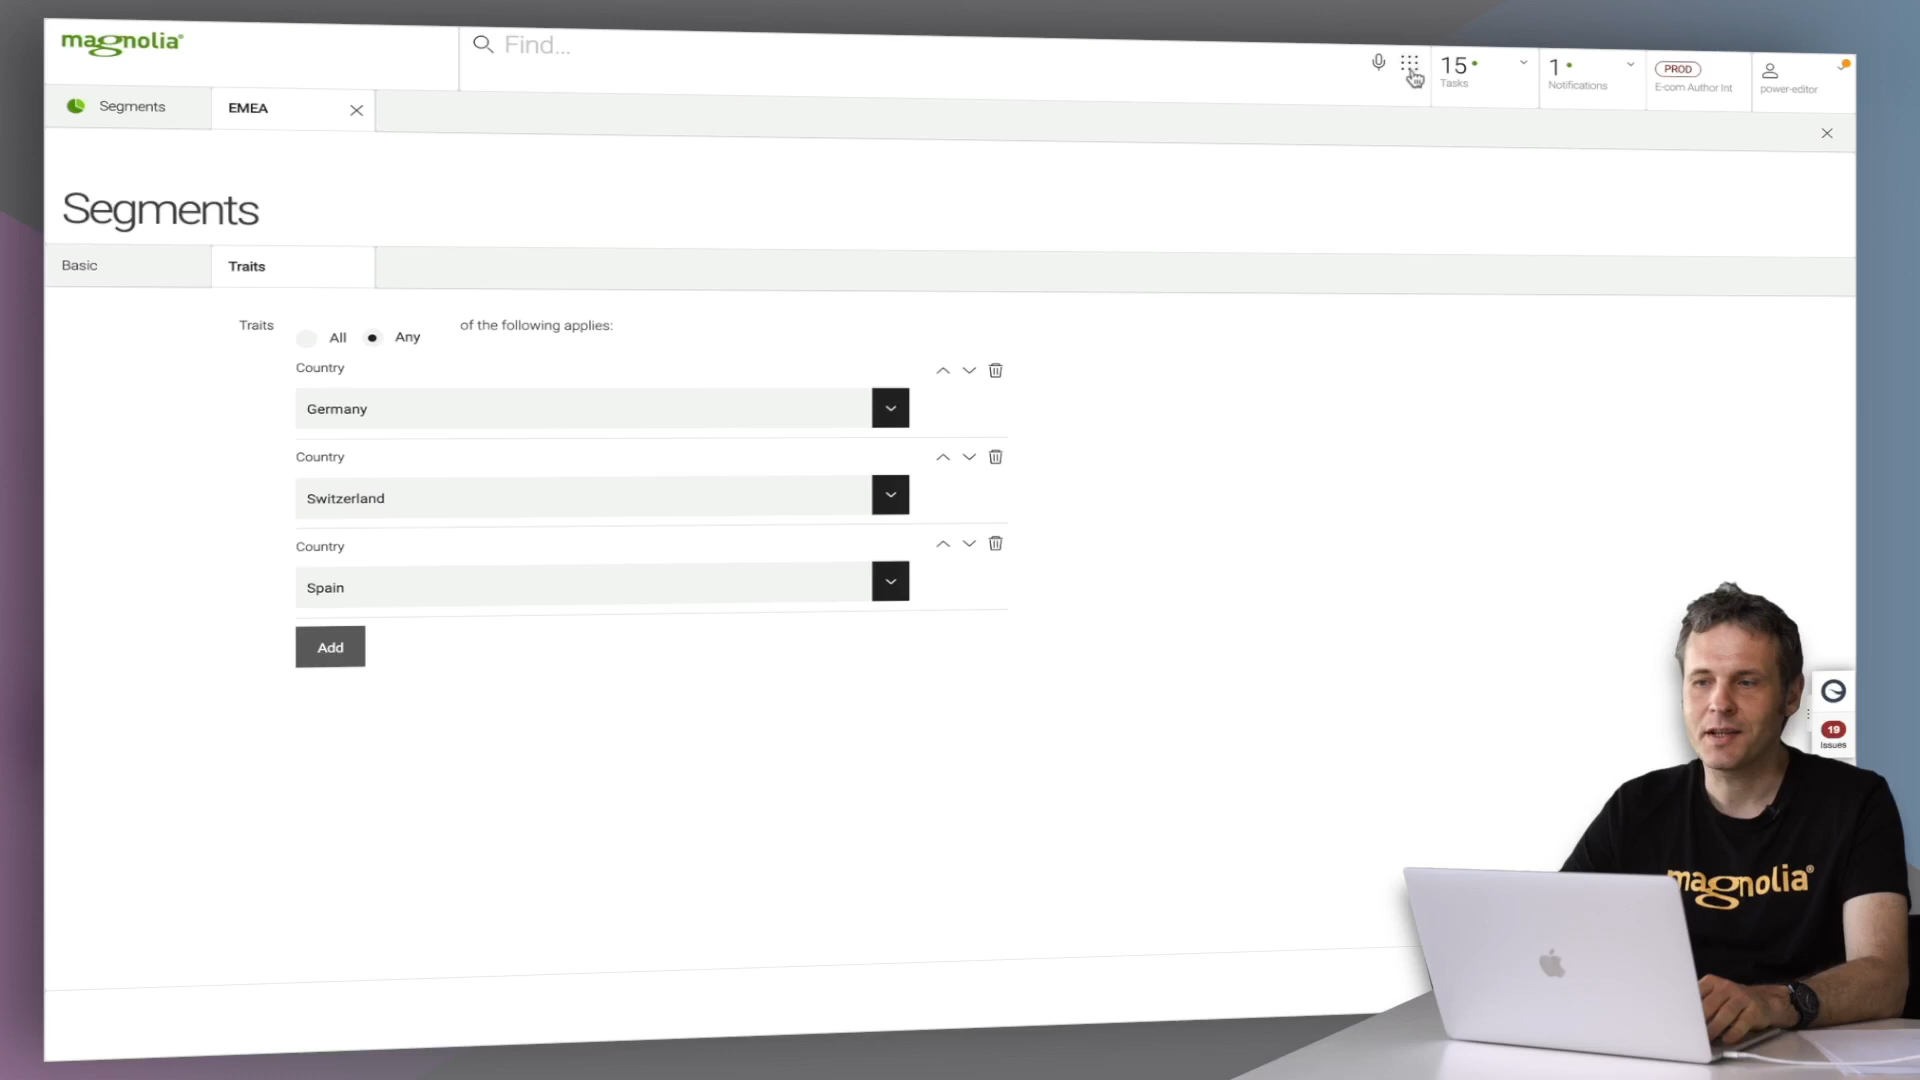 magnolia®
Find...
15
Tasks
1
Notifications
PROD
E-com Author Int
power-editor
Segments
EMEA
Segments
Basic
Traits
Traits
All
Any
of the following applies:
Country
Germany
Country
Switzerland
Country
Spain
Add
19
Issues
magnolia®